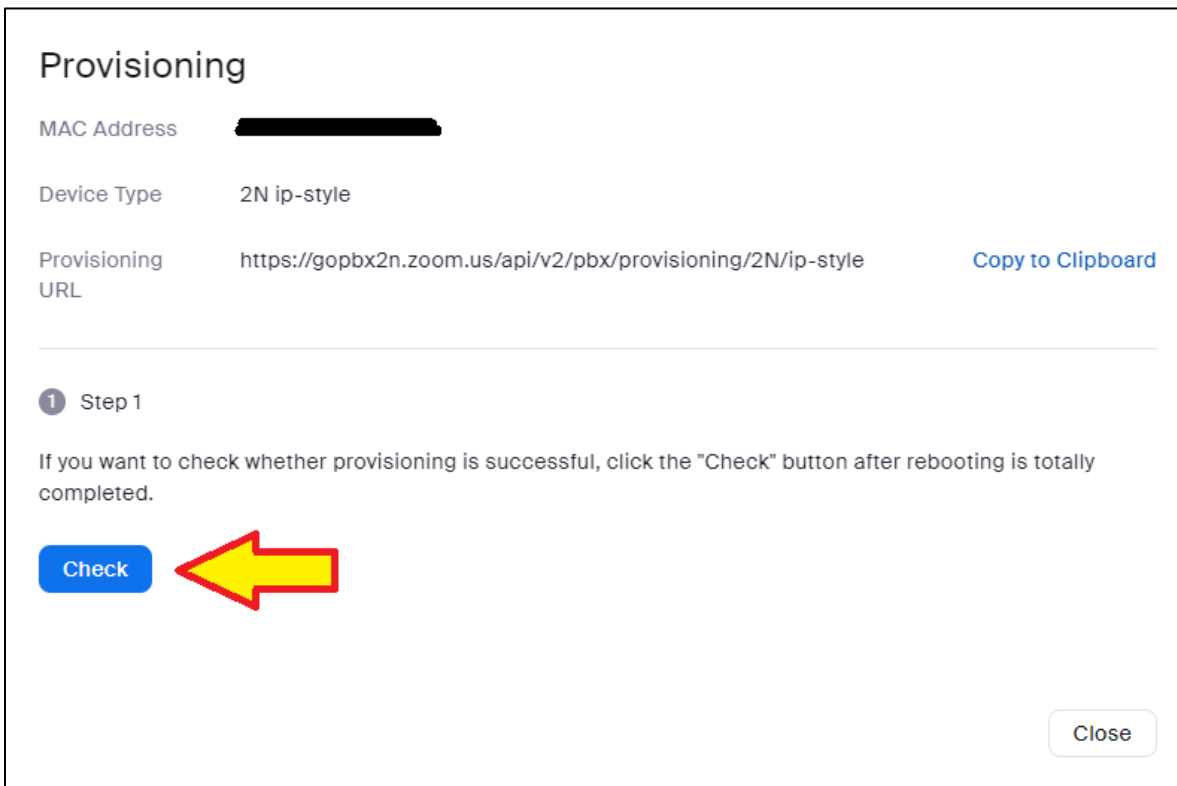 Provisioning
MAC Address
Device Type 2N ip-style
Provisioning URL https://gopbx2n.zoom.us/api/v2/pbx/provisioning/2N/ip-style Copy to Clipboard
1 Step 1
If you want to check whether provisioning is successful, click the "Check" button after rebooting is totally
completed.
Check
Close